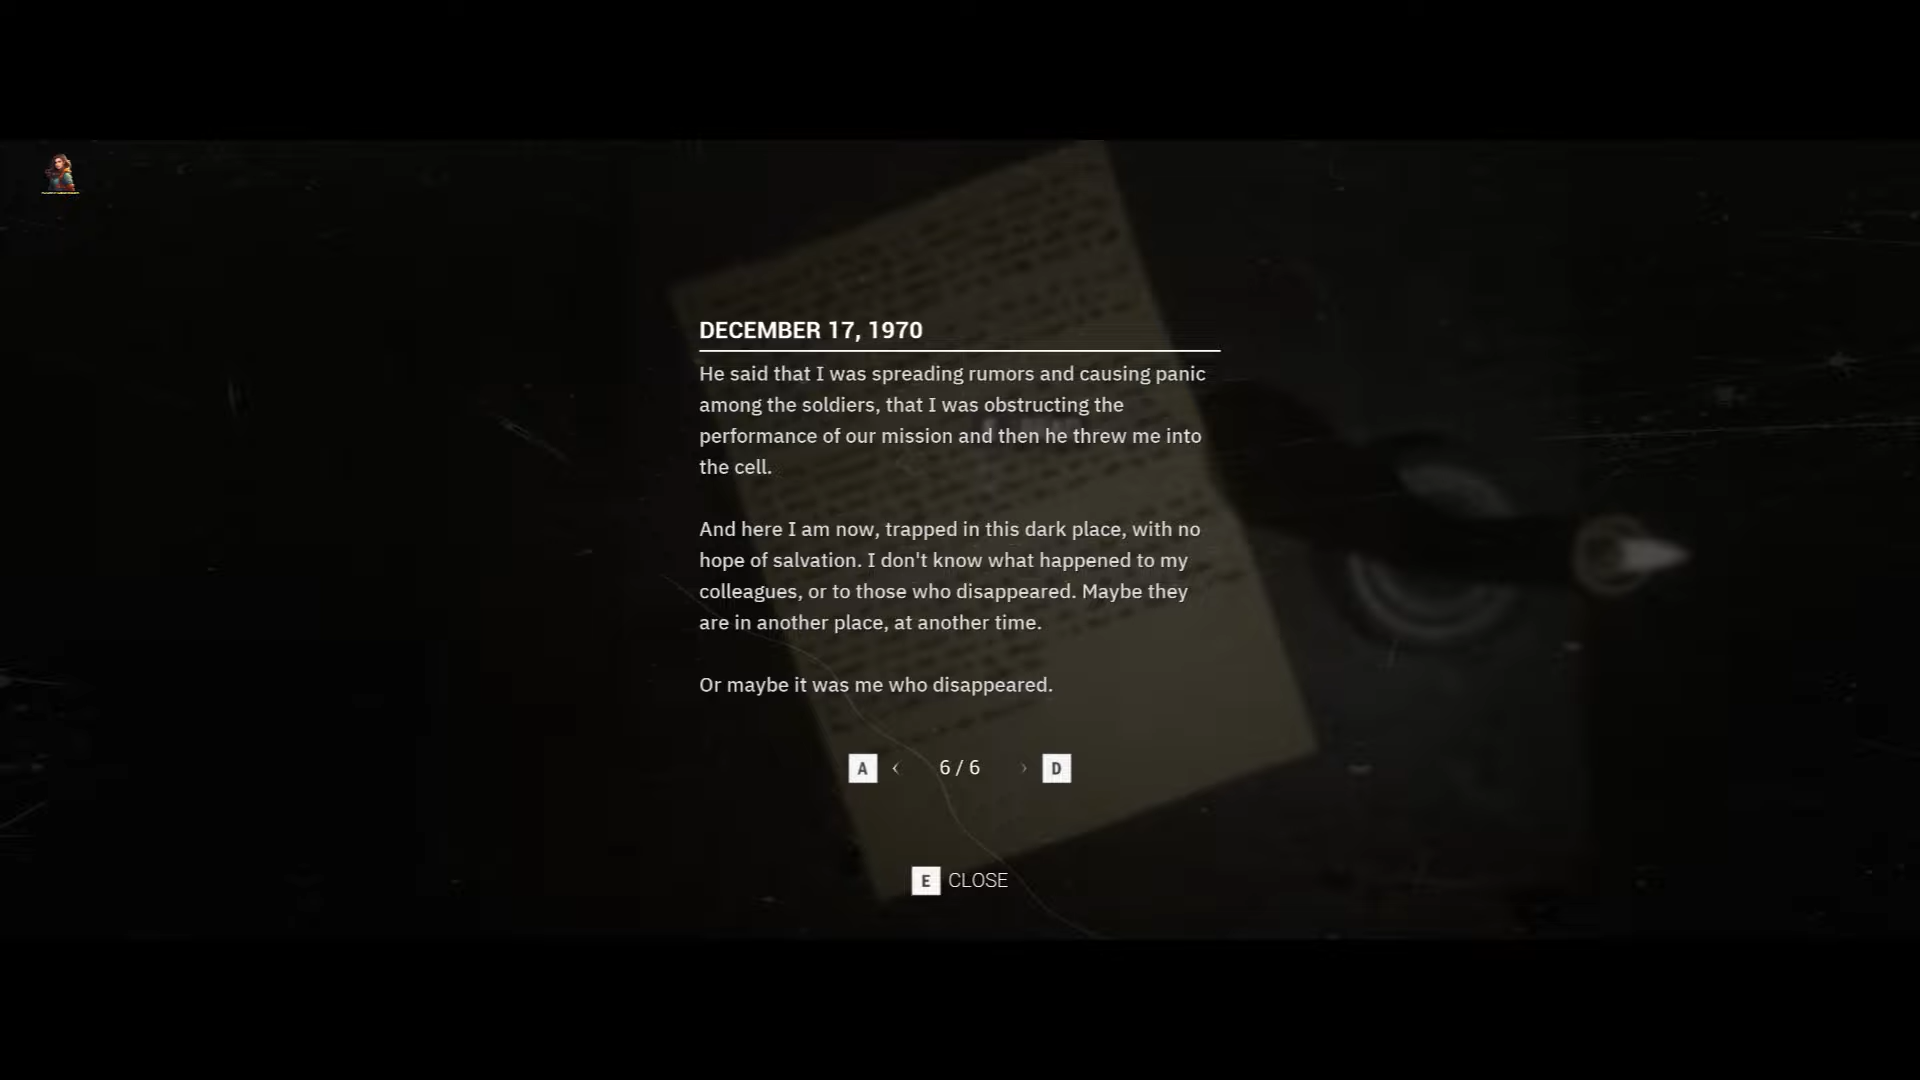 DECEMBER 17, 1970
He said that I was spreading rumors and causing panic
among the soldiers, that I was obstructing the
performance of our mission and then he threw me into
the cell.
And here I am now, trapped in this dark place, with no
hope of salvation. I don't know what happened to my
colleagues, or to those who disappeared. Maybe they
are in another place, at another time.
Or maybe it was me who disappeared.
A < 6 / 6 > D
E CLOSE